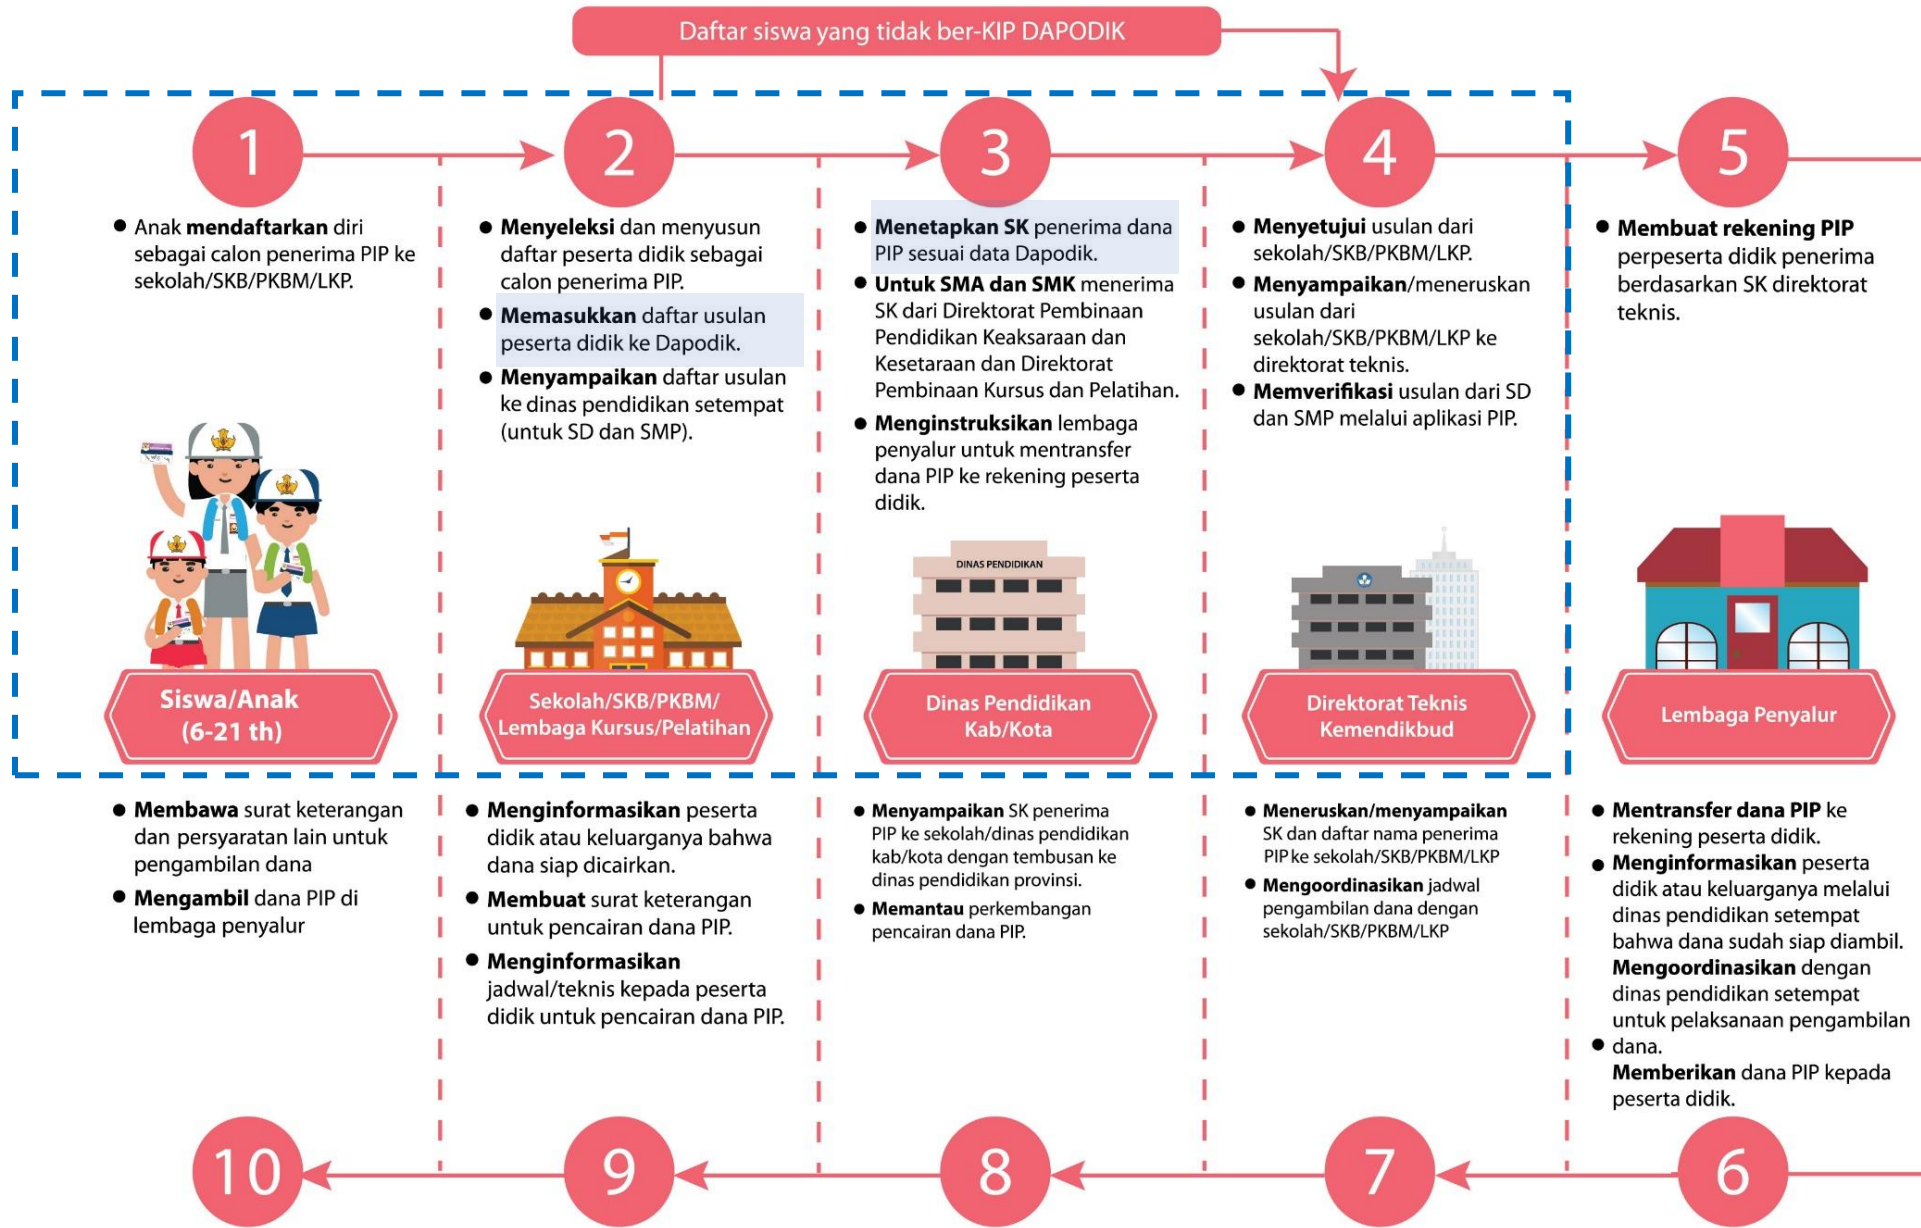 Daftar siswa yang tidak ber-KIP DAPODIK
1
2
3
4
5
● Anak mendaftarkan diri
sebagai calon penerima PIP ke
sekolah/SKB/PKBM/LKP.
● Menyeleksi dan menyusun
daftar peserta didik sebagai
calon penerima PIP.
● Memasukkan daftar usulan
peserta didik ke Dapodik.
● Menyampaikan daftar usulan
ke dinas pendidikan setempat
(untuk SD dan SMP).
● Menetapkan SK penerima dana
PIP sesuai data Dapodik.
● Untuk SMA dan SMK menerima
SK dari Direktorat Pembinaan
Pendidikan Keaksaraan dan
Kesetaraan dan Direktorat
Pembinaan Kursus dan Pelatihan.
● Menginstruksikan lembaga
penyalur untuk mentransfer
dana PIP ke rekening peserta
didik.
● Menyetujui usulan dari
sekolah/SKB/PKBM/LKP.
● Menyampaikan/meneruskan
usulan dari
sekolah/SKB/PKBM/LKP ke
direktorat teknis.
● Memverifikasi usulan dari SD
dan SMP melalui aplikasi PIP.
● Membuat rekening PIP
perpeserta didik penerima
berdasarkan SK direktorat
teknis.
DINAS PENDIDIKAN
Siswa/Anak
(6-21 th)
Sekolah/SKB/PKBM/
Lembaga Kursus/Pelatihan
Dinas Pendidikan
Kab/Kota
Direktorat Teknis
Kemendikbud
Lembaga Penyalur
● Membawa surat keterangan
dan persyaratan lain untuk
pengambilan dana
● Mengambil dana PIP di
lembaga penyalur
● Menginformasikan peserta
didik atau keluarganya bahwa
dana siap dicairkan.
● Membuat surat keterangan
untuk pencairan dana PIP.
● Menginformasikan
jadwal/teknis kepada peserta
didik untuk pencairan dana PIP.
● Menyampaikan SK penerima
PIP ke sekolah/dinas pendidikan
kab/kota dengan tembusan ke
dinas pendidikan provinsi.
● Memantau perkembangan
pencairan dana PIP.
● Meneruskan/menyampaikan
SK dan daftar nama penerima
PIP ke sekolah/SKB/PKBM/LKP
● Mengoordinasikan jadwal
pengambilan dana dengan
sekolah/SKB/PKBM/LKP
● Mentransfer dana PIP ke
rekening peserta didik.
● Menginformasikan peserta
didik atau keluarganya melalui
dinas pendidikan setempat
bahwa dana sudah siap diambil.
Mengoordinasikan dengan
dinas pendidikan setempat
untuk pelaksanaan pengambilan
● dana.
Memberikan dana PIP kepada
peserta didik.
10
9
8
7
6